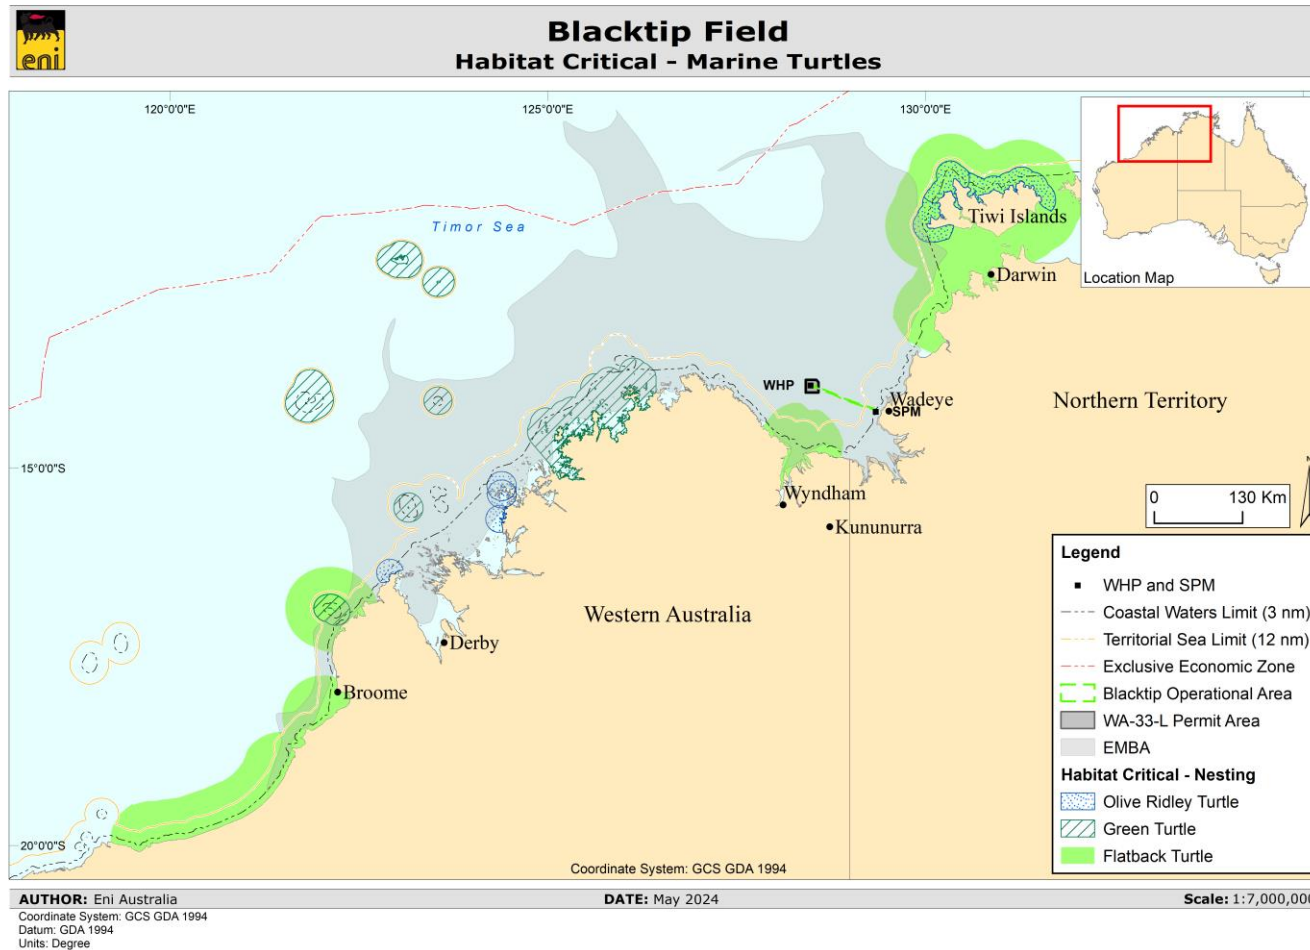 eni
Blacktip Field
Habitat Critical - Marine Turtles
120°0'0"E
125°0'0"E
130°0'0"E
Timor Sea
Tiwi Islands
Darwin
Location Map
WHP
Wadeye
SPM
Northern Territory
15°0'0"S
Wyndham
Kununurra
0 130 Km
Western Australia
Derby
Broome
20°0'0"S
Legend
WHP and SPM
Coastal Waters Limit (3 nm)
Territorial Sea Limit (12 nm)
Exclusive Economic Zone
Blacktip Operational Area
WA-33-L Permit Area
EMBA
Habitat Critical - Nesting
Olive Ridley Turtle
Green Turtle
Flatback Turtle
Coordinate System: GCS GDA 1994
AUTHOR: Eni Australia
DATE: May 2024
Scale: 1:7,000,000
Coordinate System: GCS GDA 1994
Datum: GDA 1994
Units: Degree